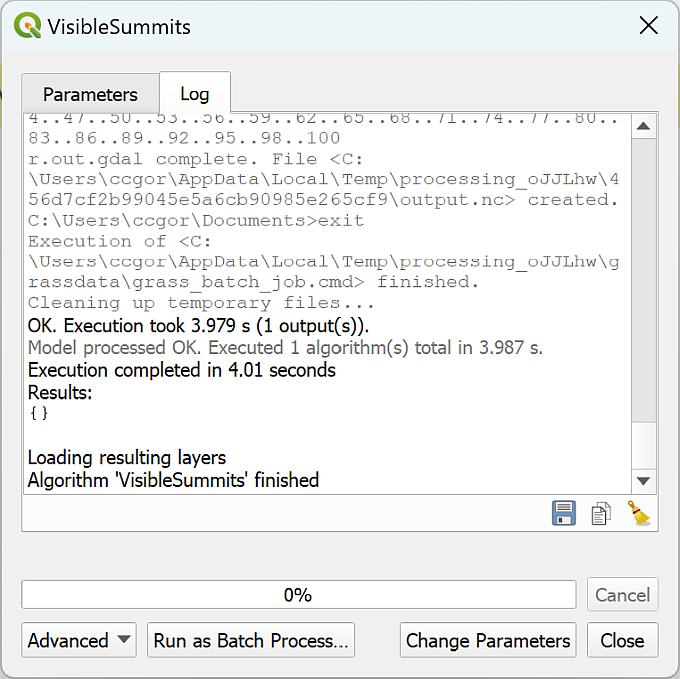 VisibleSummits
Parameters
Log
4..47..50..53..56..59..62..65..68..71..74..77..80..
83..86..89..92..95..98..100
r.out.gdal complete. File <C:
\Users\ccgor\AppData\Local\Temp\processing_oJJLhw\4
56d7cf2b99045e5a6cb90985e265cf9\output.nc> created.
C:\Users\ccgor\Documents>exit
Execution of <C:
\Users\ccgor\AppData\Local\Temp\processing_oJJLhw\g
rassdata\grass_batch_job.cmd> finished.
Cleaning up temporary files...
OK. Execution took 3.979 s (1 output(s)).
Model processed OK. Executed 1 algorithm(s) total in 3.987 s.
Execution completed in 4.01 seconds
Results:
{}
Loading resulting layers
Algorithm 'VisibleSummits' finished
0%
Cancel
Advanced
Run as Batch Process...
Change Parameters
Close